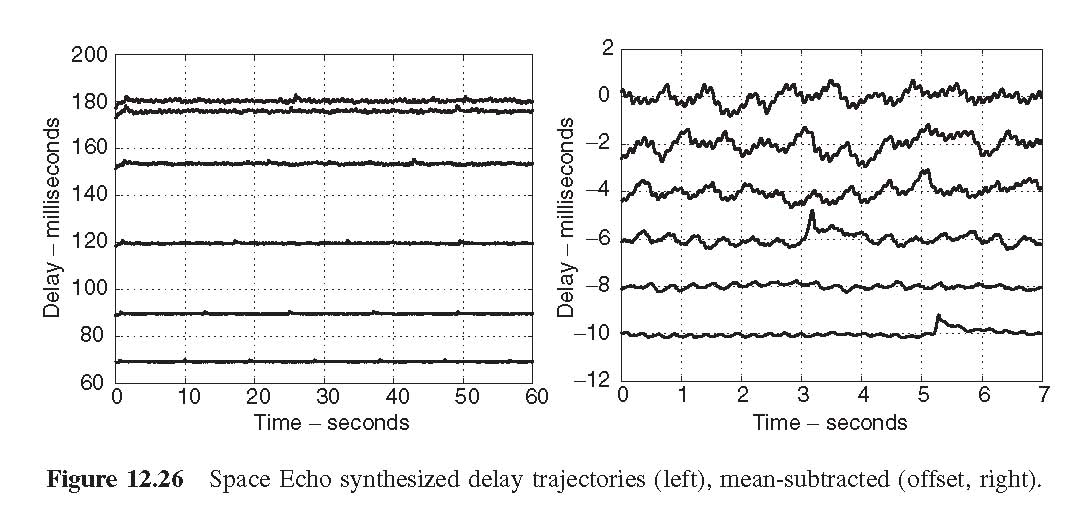 200
180
160
140
120
100
80
60
Delay – milliseconds
0 10 20 30 40 50 60
Time – seconds
2
0
−2
−4
−6
−8
−10
−12
Delay – milliseconds
0 1 2 3 4 5 6 7
Time – seconds
Figure 12.26 Space Echo synthesized delay trajectories (left), mean-subtracted (offset, right).